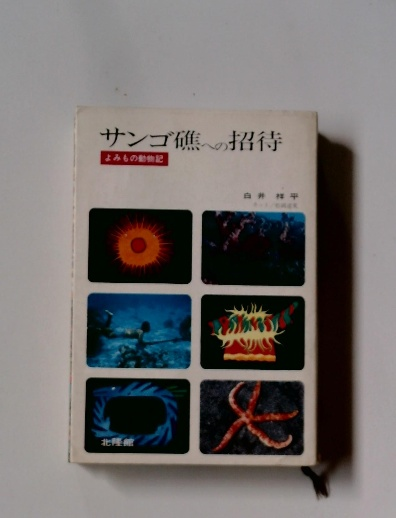 サンゴ礁への招待
よみもの動物記
白井 祥平
北隆館